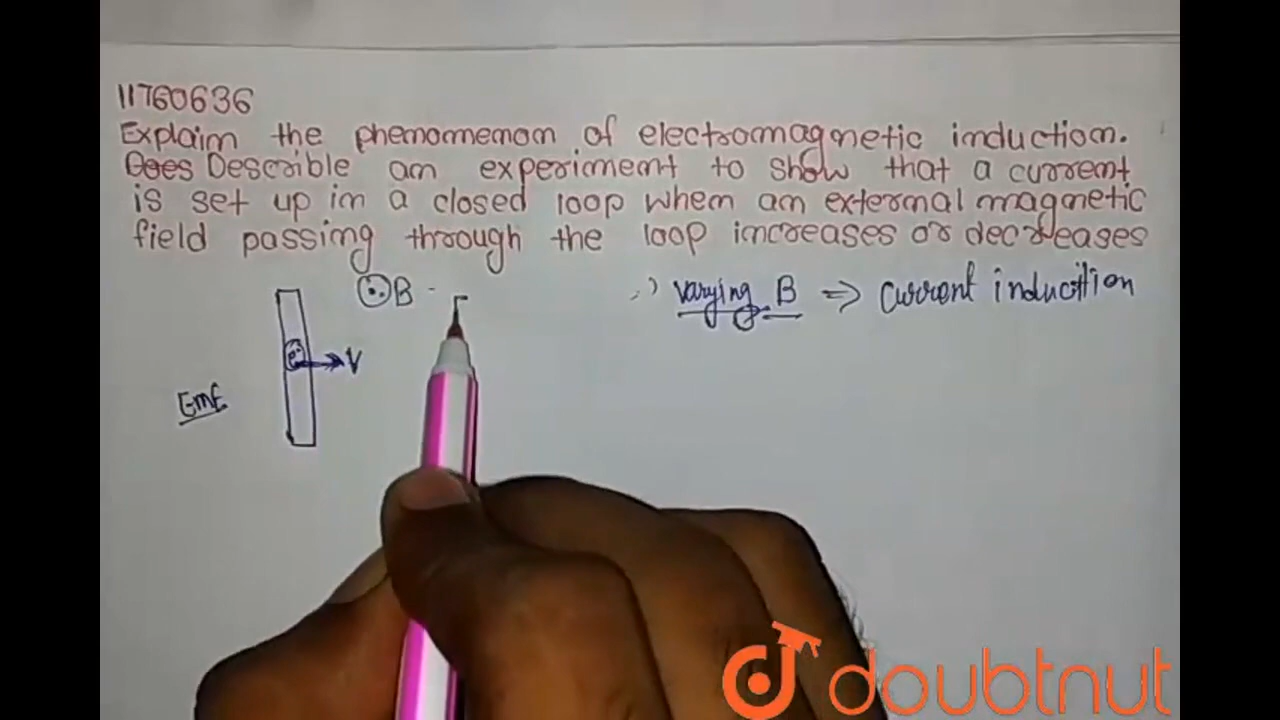 11760636
Explain the phenomenon of electromagnetic induction.
Does Describle an experiment to show that a current
is set up in a closed loop when an external magnetic
field passing through the loop increases or decreases
B
varying B ⇒ current induction
e-
V
Emf
doubtnut